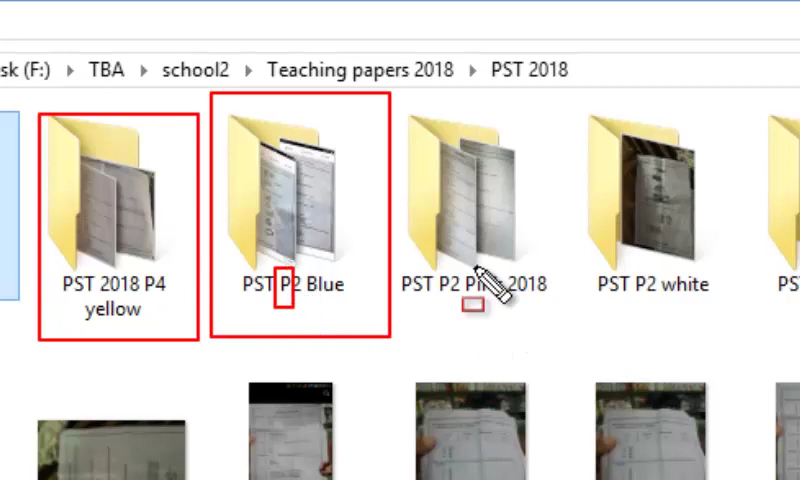 sk (F:) TBA school2 Teaching papers 2018 PST 2018
PST 2018 P4
yellow
PST P2 Blue
PST P2 2018
PST P2 white
PS